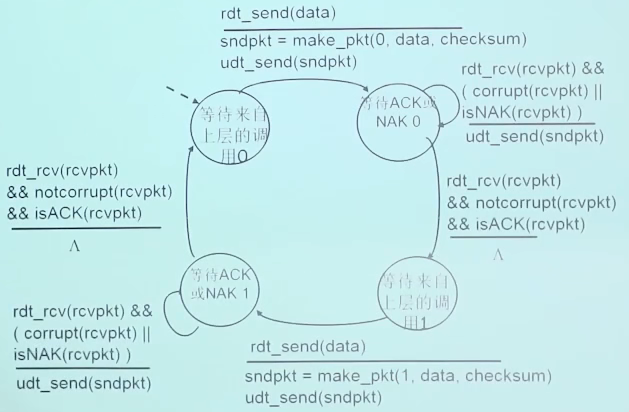 rdt_send(data)
sndpkt = make_pkt(0, data, checksum)
udt_send(sndpkt)
等待来自
上层的调
用0
等待ACK或
NAK 0
rdt_rcv(rcvpkt) &&
( corrupt(rcvpkt) ||
isNAK(rcvpkt) )
udt_send(sndpkt)
rdt_rcv(rcvpkt)
&& notcorrupt(rcvpkt)
&& isACK(rcvpkt)
Λ
rdt_rcv(rcvpkt)
&& notcorrupt(rcvpkt)
&& isACK(rcvpkt)
Λ
等待ACK
或NAK 1
等待来自
上层的调
用1
rdt_rcv(rcvpkt) &&
( corrupt(rcvpkt) ||
isNAK(rcvpkt) )
udt_send(sndpkt)
rdt_send(data)
sndpkt = make_pkt(1, data, checksum)
udt_send(sndpkt)